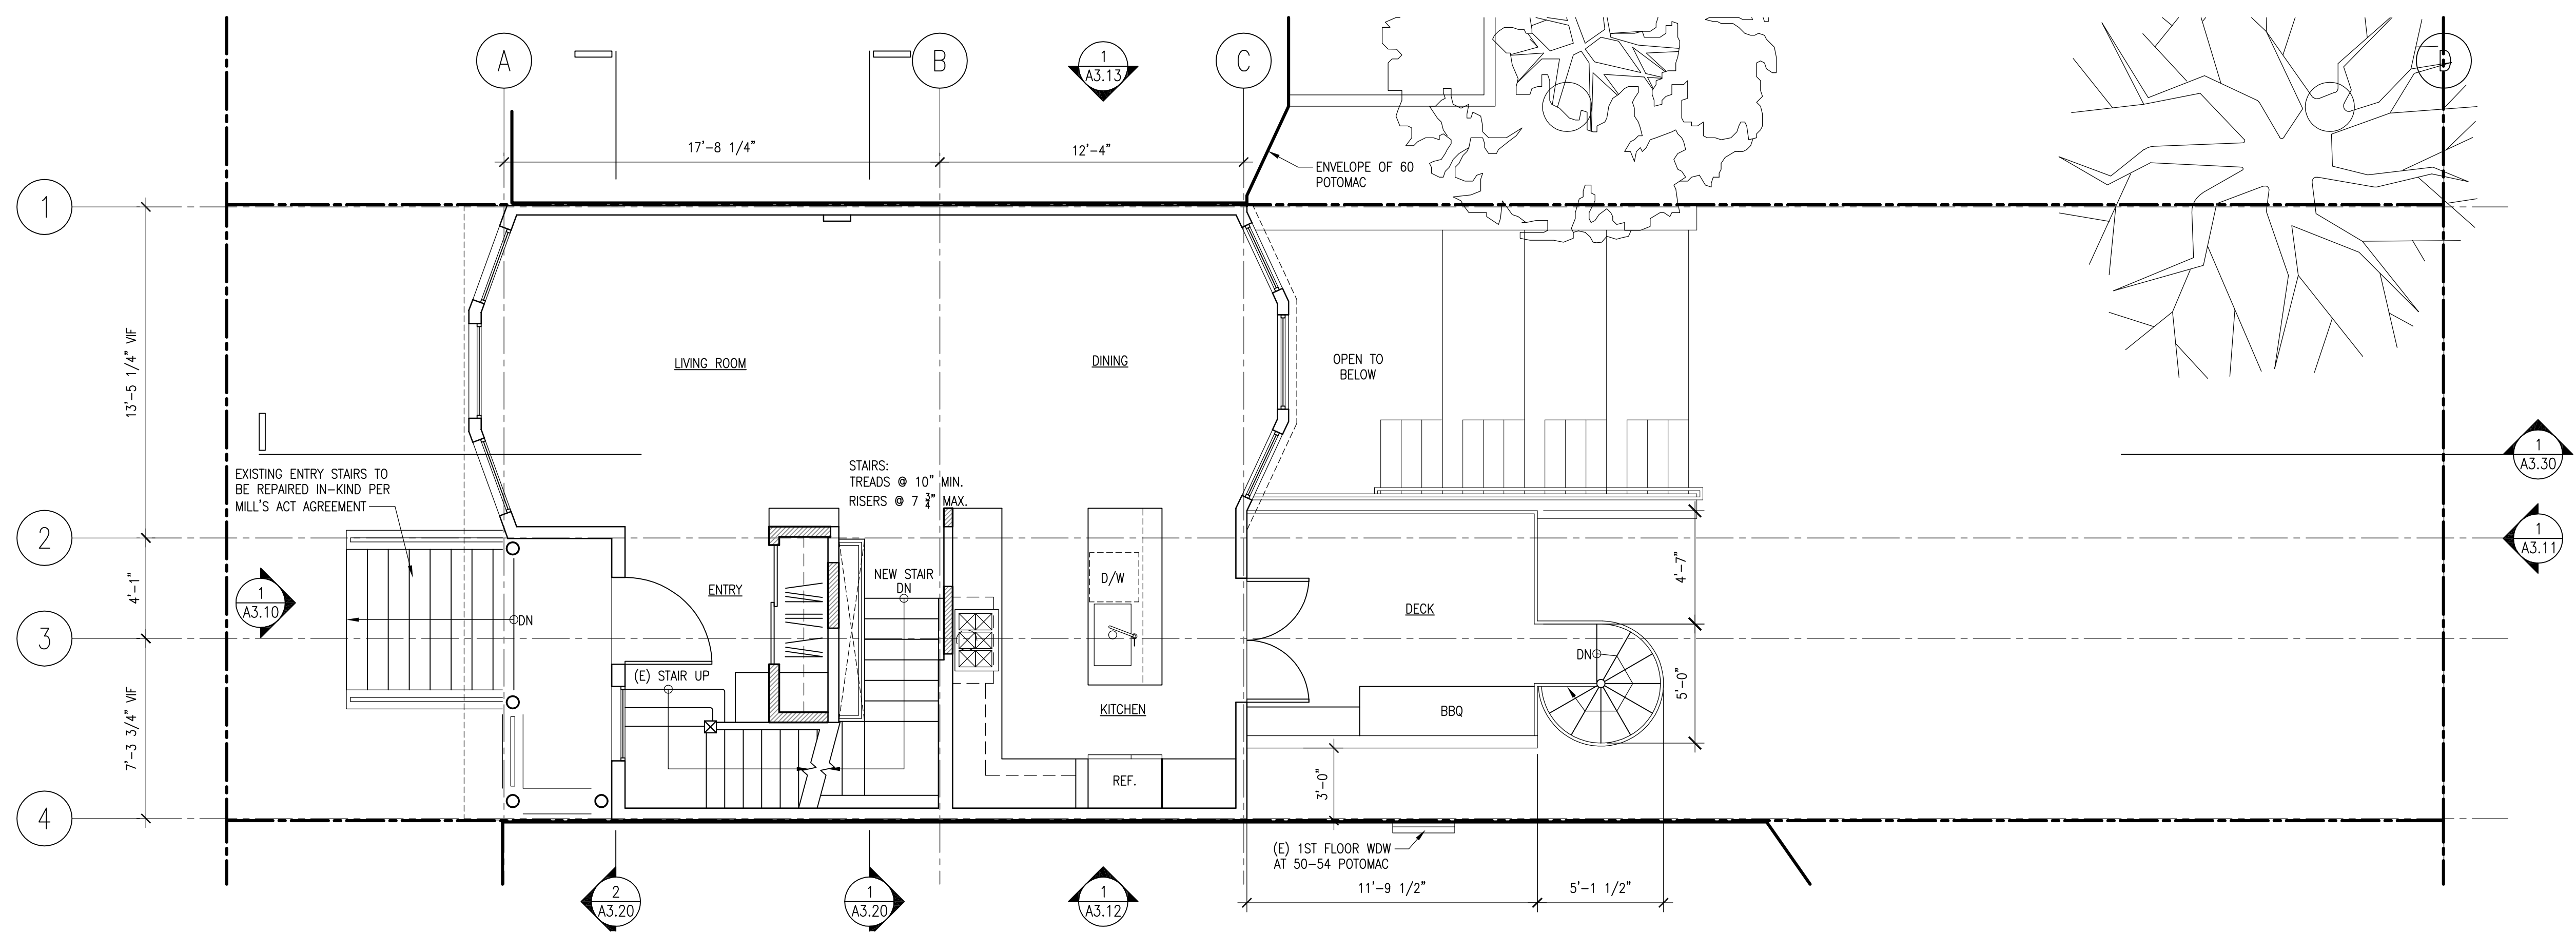 A
B
C
1
A3.13
17'-8 1/4"
12'-4"
ENVELOPE OF 60
POTOMAC
1
13'-5 1/4" VIF
LIVING ROOM
DINING
OPEN TO
BELOW
EXISTING ENTRY STAIRS TO
BE REPAIRED IN-KIND PER
MILL'S ACT AGREEMENT
STAIRS:
TREADS @ 10" MIN.
RISERS @ 7 3/4" MAX.
1
A3.30
2
1
A3.11
4'-1"
1
A3.10
DN
ENTRY
NEW STAIR
DN
D/W
DECK
4'-7"
3
(E) STAIR UP
DN
5'-0"
7'-3 3/4" VIF
KITCHEN
BBQ
REF.
3'-0"
4
(E) 1ST FLOOR WDW
AT 50-54 POTOMAC
2
A3.20
1
A3.20
1
A3.12
11'-9 1/2"
5'-1 1/2"